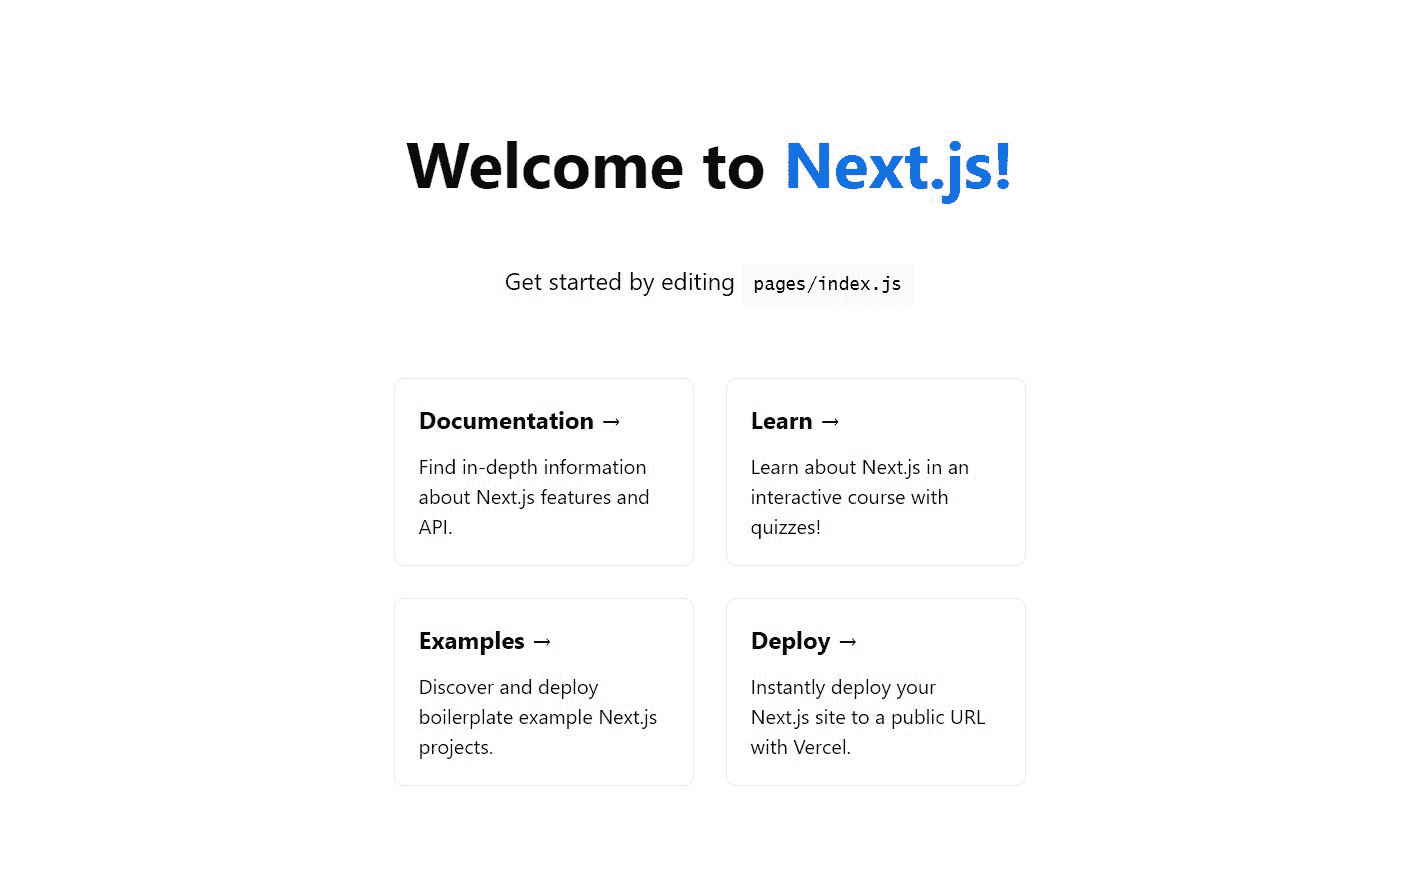 Welcome to Next.js!
Get started by editing pages/index.js
Documentation →
Find in-depth information
about Next.js features and
API.
Learn →
Learn about Next.js in an
interactive course with
quizzes!
Examples →
Discover and deploy
boilerplate example Next.js
projects.
Deploy →
Instantly deploy your
Next.js site to a public URL
with Vercel.